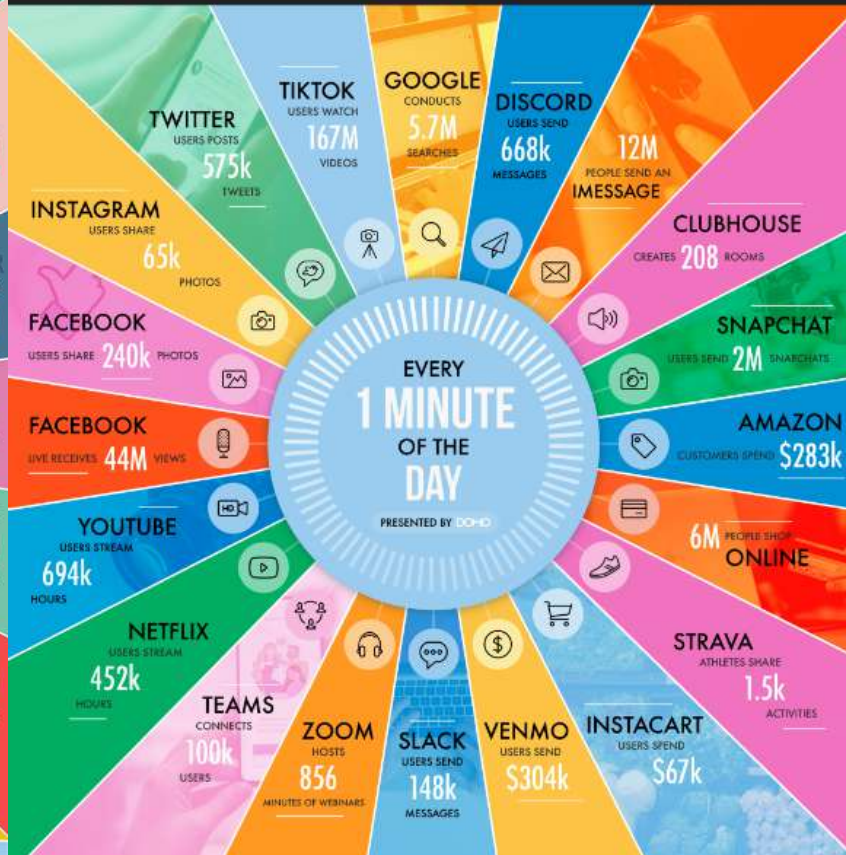 EVERY
1 MINUTE
OF THE
DAY
PRESENTED BY DOMO
GOOGLE
CONDUCTS
5.7M
SEARCHES
DISCORD
USERS SEND
668k
MESSAGES
12M
PEOPLE SEND AN
IMESSAGE
CLUBHOUSE
CREATES 208 ROOMS
SNAPCHAT
USERS SEND 2M SNAPCHATS
AMAZON
CUSTOMERS SPEND $283k
6M PEOPLE SHOP
ONLINE
STRAVA
ATHLETES SHARE
1.5k
ACTIVITIES
INSTACART
USERS SPEND
$67k
VENMO
USERS SEND
$304k
SLACK
USERS SEND
148k
MESSAGES
ZOOM
HOSTS
856
MINUTES OF WEBINARS
TEAMS
CONNECTS
100k
USERS
NETFLIX
USERS STREAM
452k
HOURS
YOUTUBE
USERS STREAM
694k
HOURS
FACEBOOK
LIVE RECEIVES 44M VIEWS
FACEBOOK
USERS SHARE 240k PHOTOS
INSTAGRAM
USERS SHARE
65k
PHOTOS
TWITTER
USERS POSTS
575k
TWEETS
TIKTOK
USERS WATCH
167M
VIDEOS